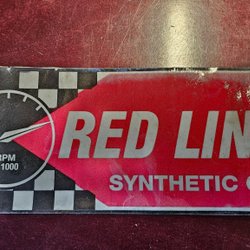 RED LIN
SYNTHETIC
RPM
1000